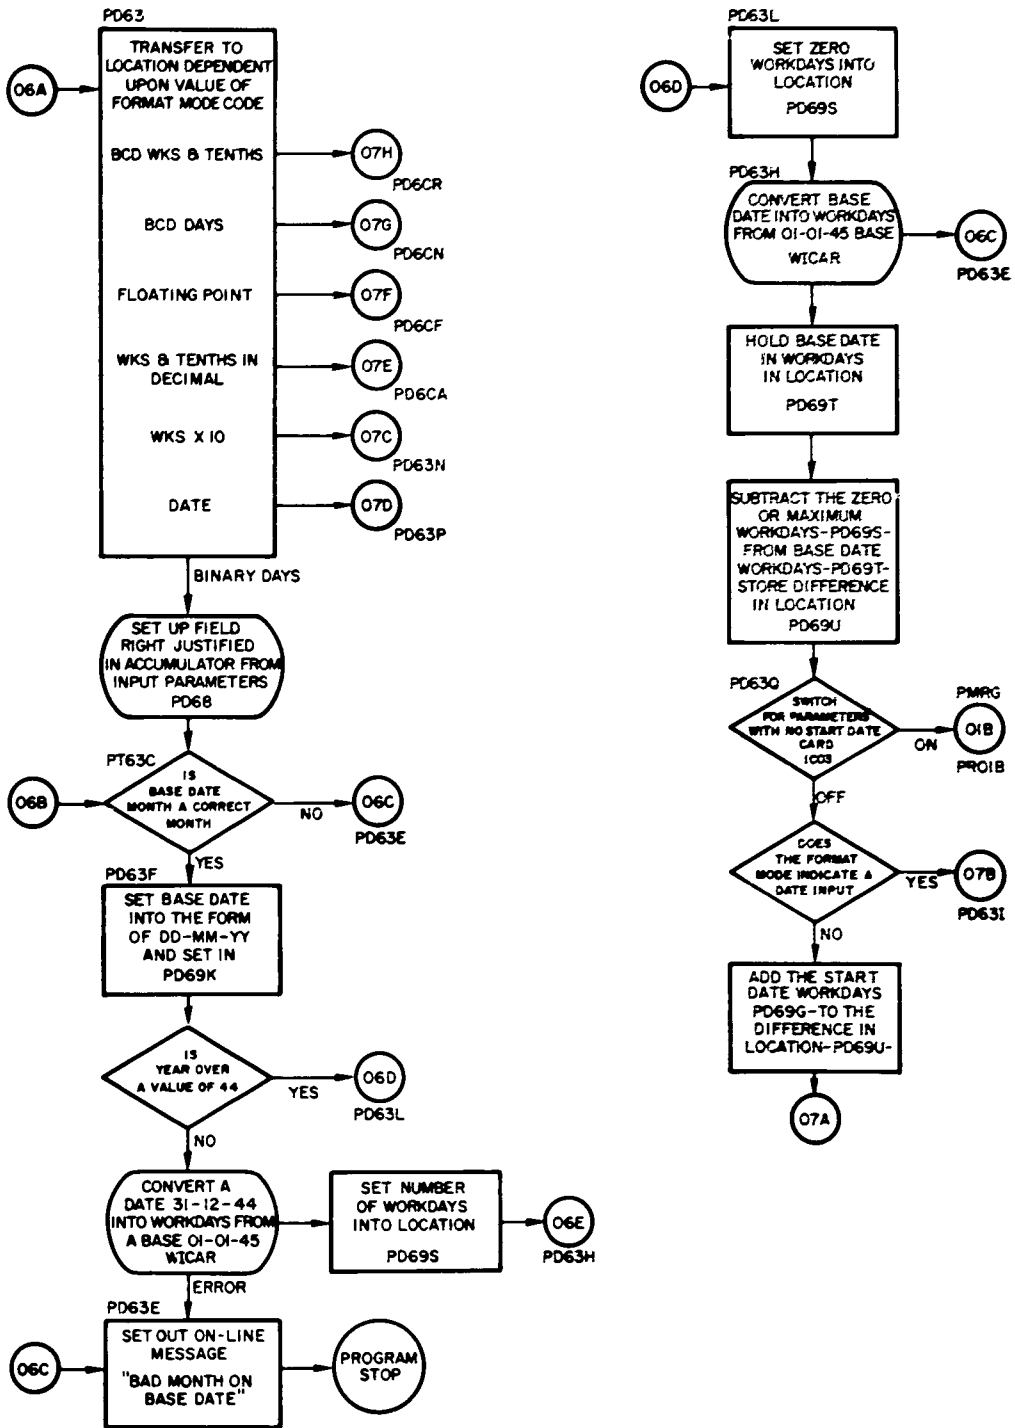 PD63
TRANSFER TO
LOCATION DEPENDENT
UPON VALUE OF
FORMAT MODE CODE
06A
BCD WKS & TENTHS
07H
PD6CR
BCD DAYS
07G
PD6CN
FLOATING POINT
07F
PD6CF
WKS & TENTHS IN
DECIMAL
07E
PD6CA
WKS X 10
07C
PD63N
DATE
07D
PD63P
BINARY DAYS
SET UP FIELD
RIGHT JUSTIFIED
IN ACCUMULATOR FROM
INPUT PARAMETERS
PD68
PT63C
06B
IS
BASE DATE
MONTH A CORRECT
MONTH
NO
06C
PD63E
YES
PD63F
SET BASE DATE
INTO THE FORM
OF DD-MM-YY
AND SET IN
PD69K
IS
YEAR OVER
A VALUE OF 44
YES
06D
PD63L
NO
CONVERT A
DATE 31-12-44
INTO WORKDAYS FROM
A BASE 01-01-45
WICAR
SET NUMBER
OF WORKDAYS
INTO LOCATION
PD69S
06E
PD63H
ERROR
PD63E
06C
SET OUT ON-LINE
MESSAGE
"BAD MONTH ON
BASE DATE"
PROGRAM
STOP
PD63L
06D
SET ZERO
WORKDAYS INTO
LOCATION
PD69S
PD63H
CONVERT BASE
DATE INTO WORKDAYS
FROM 01-01-45 BASE
WICAR
06C
PD63E
HOLD BASE DATE
IN WORKDAYS
IN LOCATION
PD69T
SUBTRACT THE ZERO
OR MAXIMUM
WORKDAYS-PD69S-
FROM BASE DATE
WORKDAYS-PD69T-
STORE DIFFERENCE
IN LOCATION
PD69U
PD63Q
SWITCH
FOR PARAMETERS
WITH NO START DATE
CARD
1C03
ON
PMRG
01B
PR01B
OFF
DOES
THE FORMAT
MODE INDICATE A
DATE INPUT
YES
07B
PD63I
NO
ADD THE START
DATE WORKDAYS
PD69G-TO THE
DIFFERENCE IN
LOCATION-PD69U-
07A